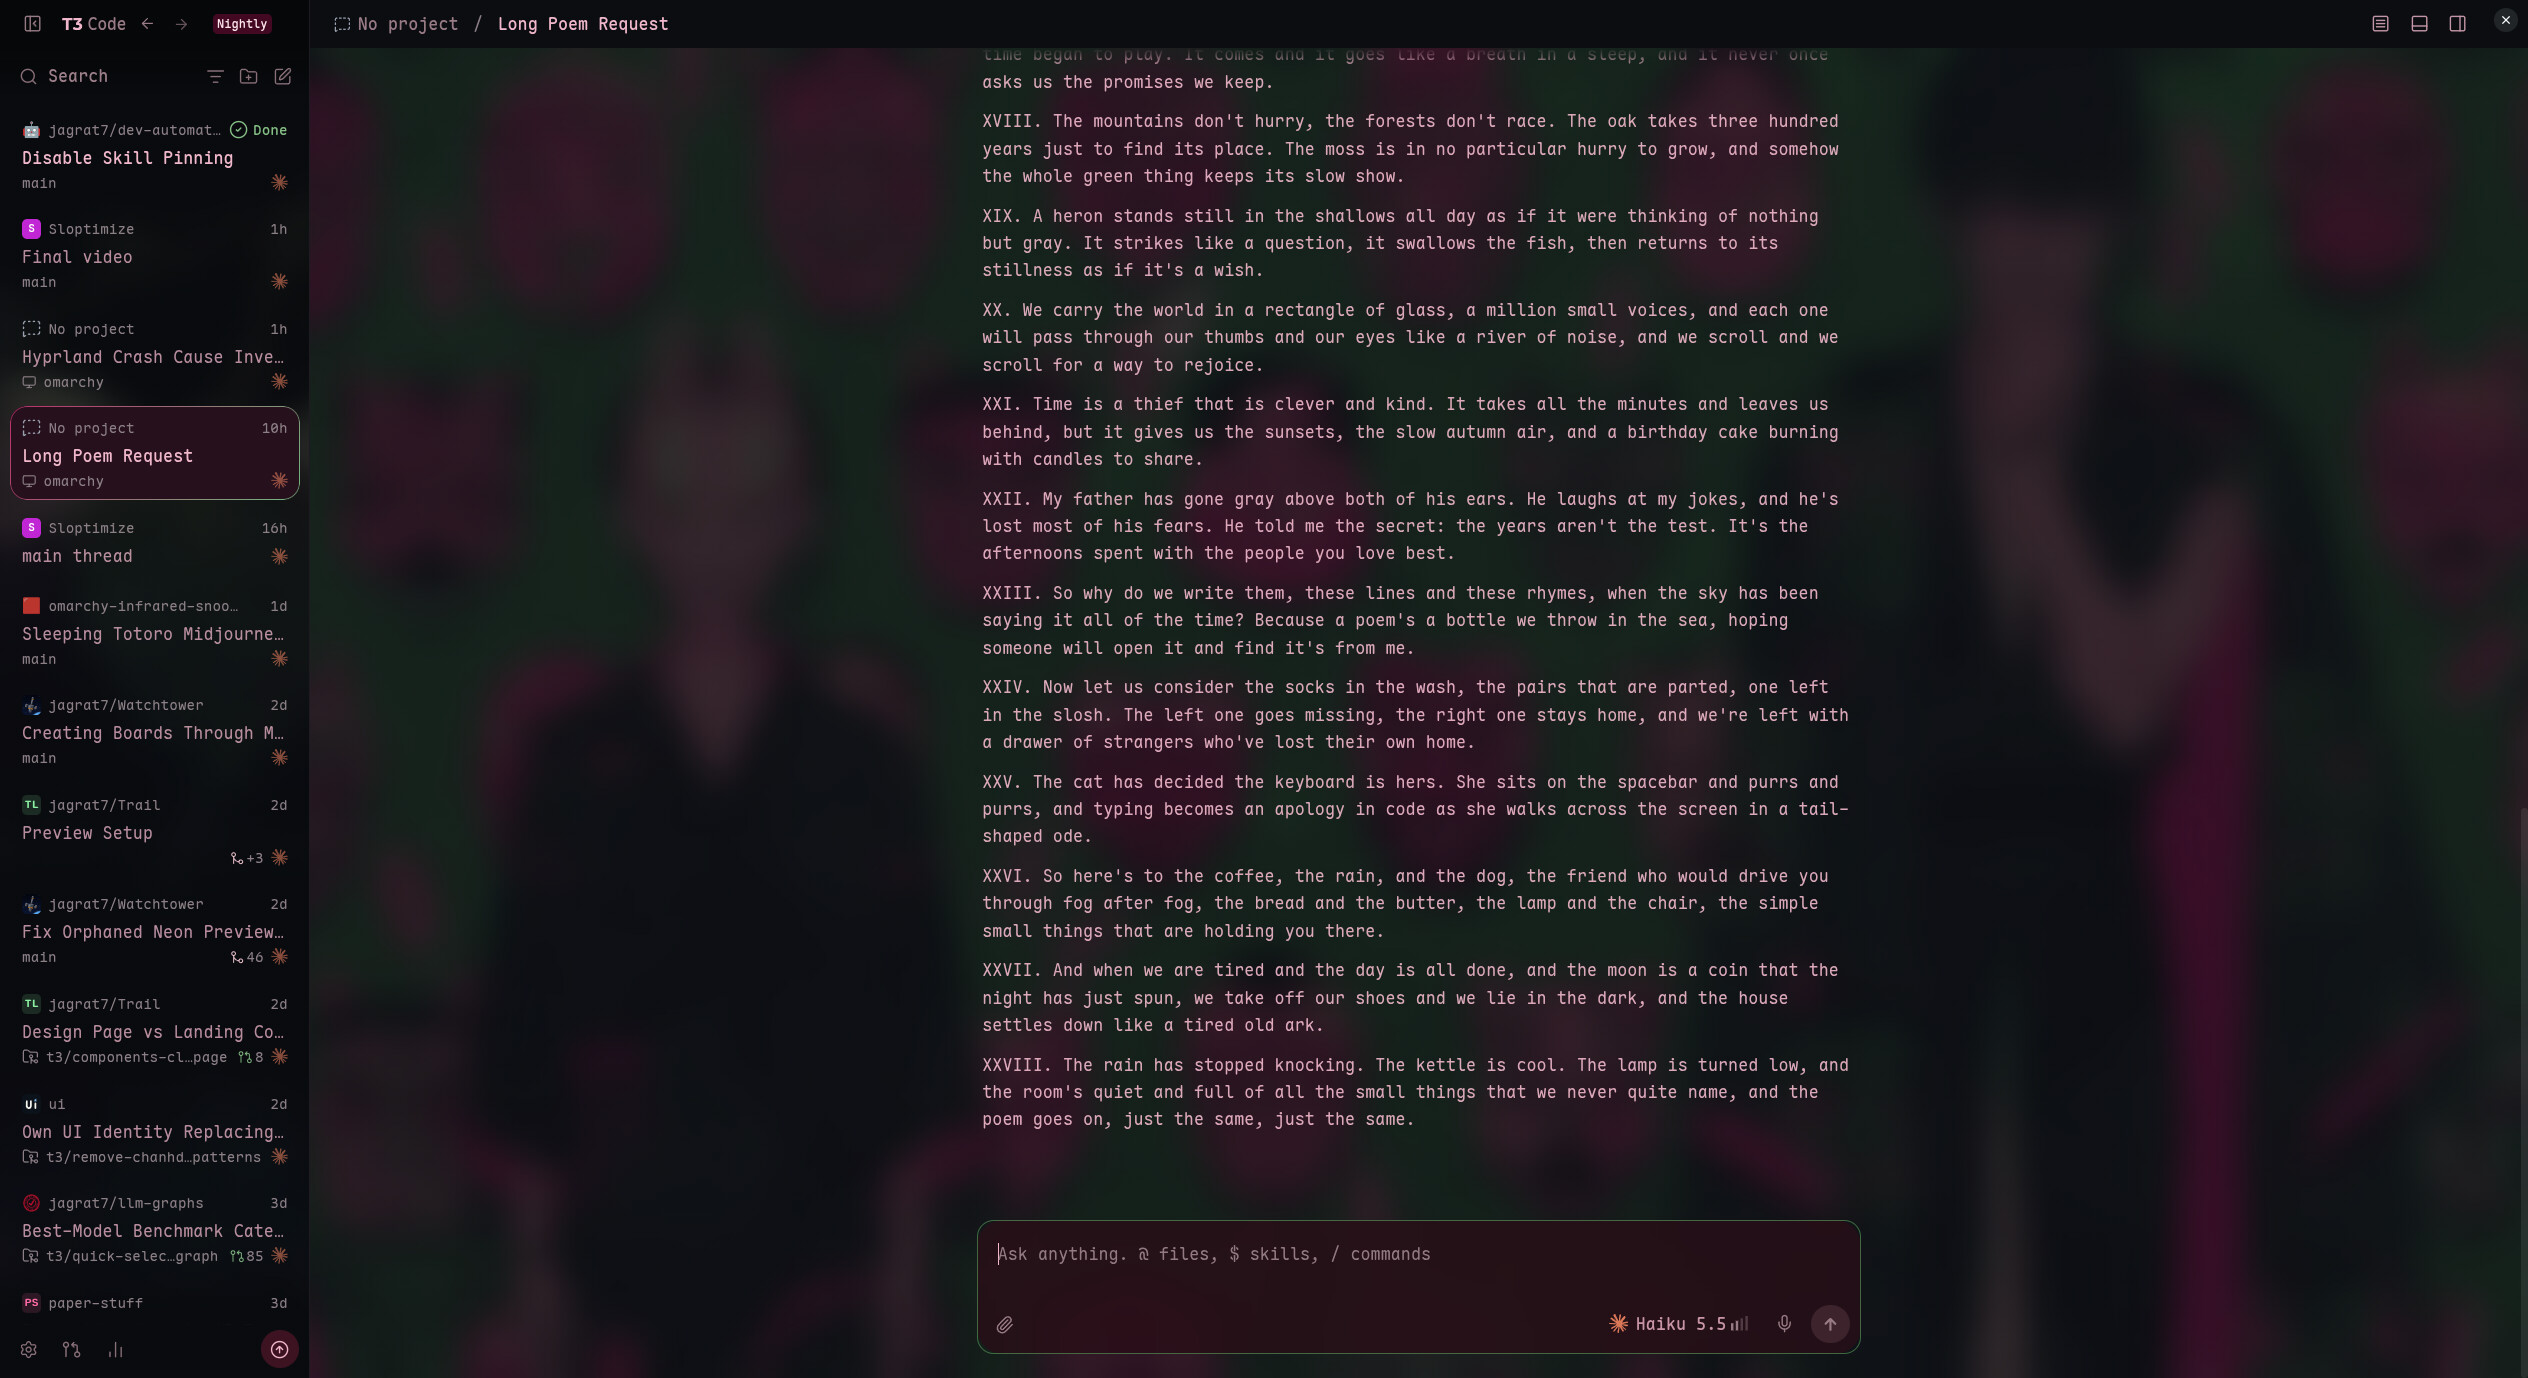 T3 Code
Nightly
Search
jagrat7/dev-automat… Done
Disable Skill Pinning
main
S Sloptimize 1h
Final video
main
No project 1h
Hyprland Crash Cause Inve…
omarchy
No project 10h
Long Poem Request
omarchy
S Sloptimize 16h
main thread
omarchy-infrared-snoo… 1d
Sleeping Totoro Midjourne…
main
jagrat7/Watchtower 2d
Creating Boards Through M…
main
TL jagrat7/Trail 2d
Preview Setup
+3
jagrat7/Watchtower 2d
Fix Orphaned Neon Preview…
main 46
TL jagrat7/Trail 2d
Design Page vs Landing Co…
t3/components-cl…page 8
Ui ui 2d
Own UI Identity Replacing…
t3/remove-chanhd…patterns
jagrat7/llm-graphs 3d
Best-Model Benchmark Cate…
t3/quick-selec…graph 85
PS paper-stuff 3d
No project / Long Poem Request
time began to play. It comes and it goes like a breath in a sleep, and it never once
asks us the promises we keep.
XVIII. The mountains don't hurry, the forests don't race. The oak takes three hundred
years just to find its place. The moss is in no particular hurry to grow, and somehow
the whole green thing keeps its slow show.
XIX. A heron stands still in the shallows all day as if it were thinking of nothing
but gray. It strikes like a question, it swallows the fish, then returns to its
stillness as if it's a wish.
XX. We carry the world in a rectangle of glass, a million small voices, and each one
will pass through our thumbs and our eyes like a river of noise, and we scroll and we
scroll for a way to rejoice.
XXI. Time is a thief that is clever and kind. It takes all the minutes and leaves us
behind, but it gives us the sunsets, the slow autumn air, and a birthday cake burning
with candles to share.
XXII. My father has gone gray above both of his ears. He laughs at my jokes, and he's
lost most of his fears. He told me the secret: the years aren't the test. It's the
afternoons spent with the people you love best.
XXIII. So why do we write them, these lines and these rhymes, when the sky has been
saying it all of the time? Because a poem's a bottle we throw in the sea, hoping
someone will open it and find it's from me.
XXIV. Now let us consider the socks in the wash, the pairs that are parted, one left
in the slosh. The left one goes missing, the right one stays home, and we're left with
a drawer of strangers who've lost their own home.
XXV. The cat has decided the keyboard is hers. She sits on the spacebar and purrs and
purrs, and typing becomes an apology in code as she walks across the screen in a tail-
shaped ode.
XXVI. So here's to the coffee, the rain, and the dog, the friend who would drive you
through fog after fog, the bread and the butter, the lamp and the chair, the simple
small things that are holding you there.
XXVII. And when we are tired and the day is all done, and the moon is a coin that the
night has just spun, we take off our shoes and we lie in the dark, and the house
settles down like a tired old ark.
XXVIII. The rain has stopped knocking. The kettle is cool. The lamp is turned low, and
the room's quiet and full of all the small things that we never quite name, and the
poem goes on, just the same, just the same.
Ask anything. @ files, $ skills, / commands
Haiku 5.5